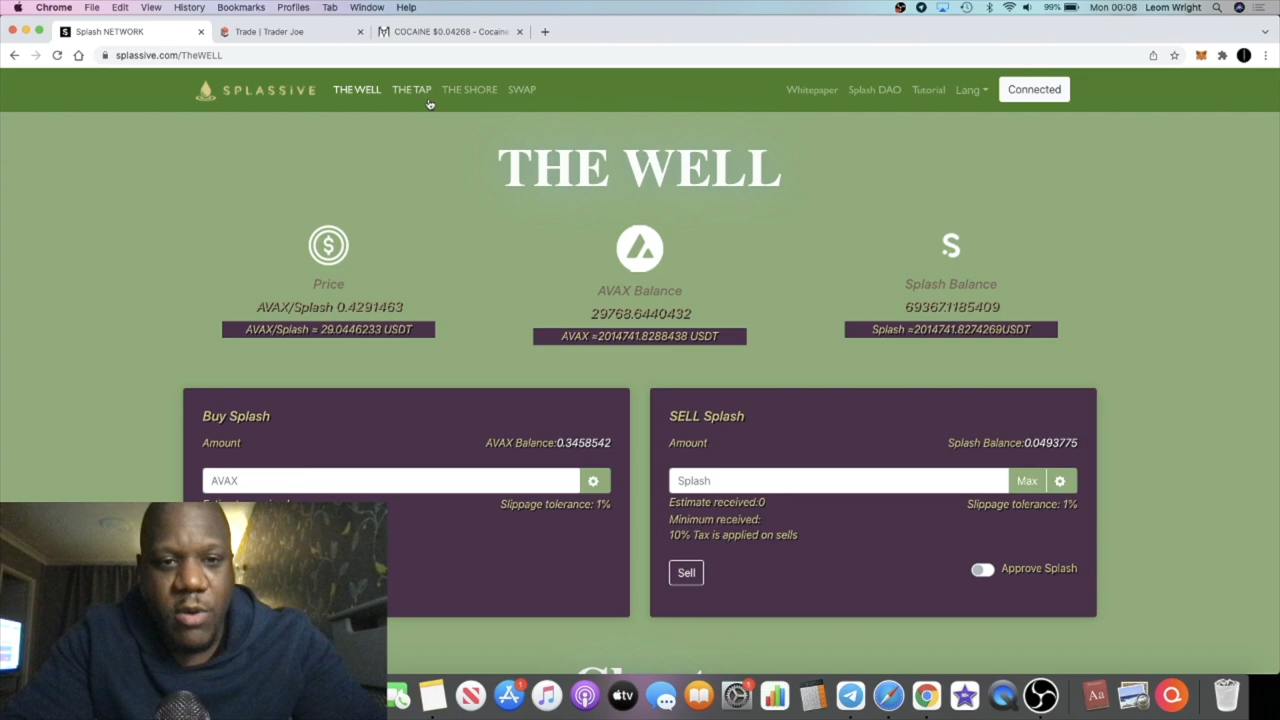 Chrome File Edit View History Bookmarks Profiles Tab Window Help 99% Mon 00:08 Leom Wright
Splash NETWORK Trade | Trader Joe COCAINE $0.04268 - Cocaine
splassive.com/TheWELL
SPLASSIVE THE WELL THE TAP THE SHORE SWAP Whitepaper Splash DAO Tutorial Lang Connected
THE WELL
Price
AVAX/Splash 0.4291463
AVAX/Splash ≈ 29.0446233 USDT
AVAX Balance
29768.6440432
AVAX ≈2014741.8288438 USDT
Splash Balance
69367.1185409
Splash ≈2014741.8274269USDT
Buy Splash
Amount AVAX Balance:0.3458542
AVAX
Slippage tolerance: 1%
SELL Splash
Amount Splash Balance:0.0493775
Splash Max
Estimate received:0 Slippage tolerance: 1%
Minimum received:
10% Tax is applied on sells
Sell Approve Splash